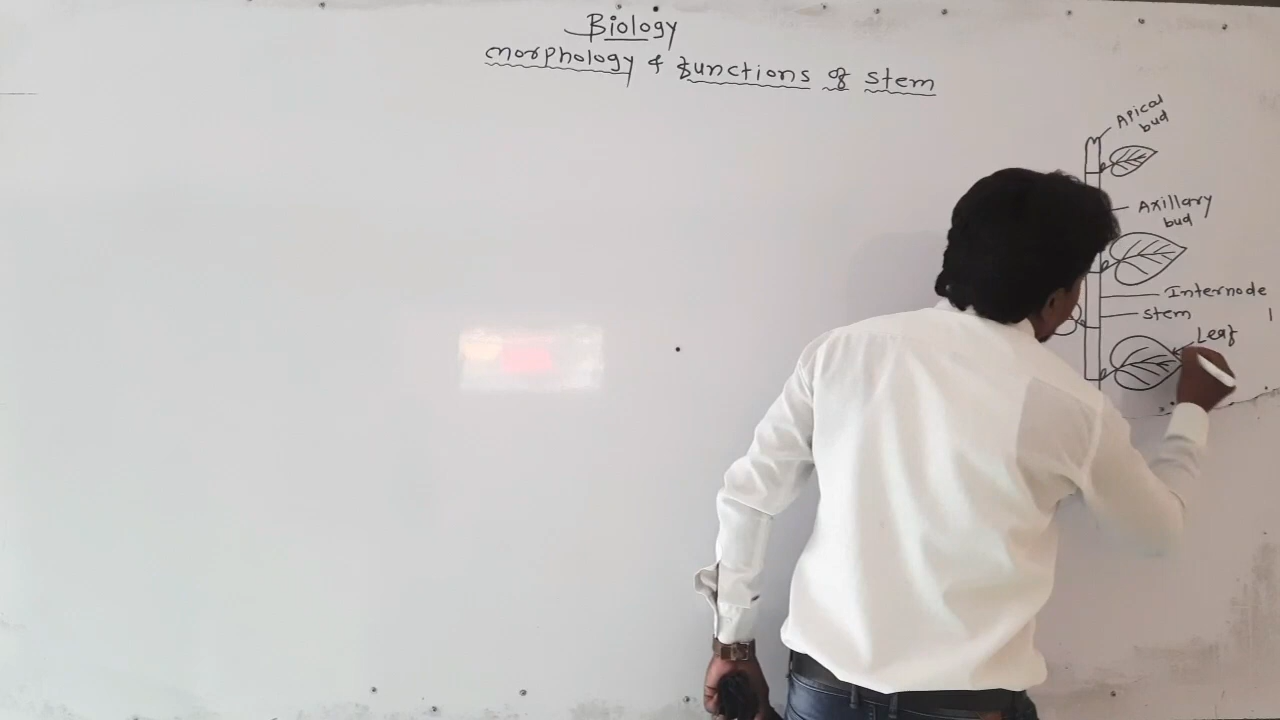 Biology
morphology & functions of stem
Apical
bud
Axillary
bud
Internode
stem
Leaf